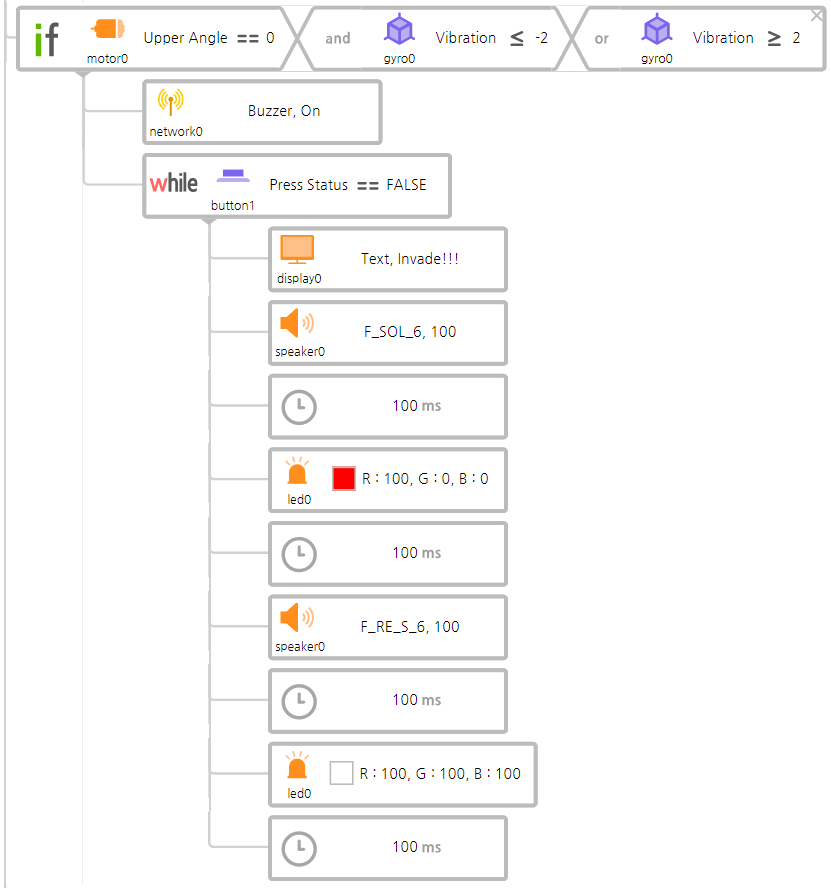 if motor0 Upper Angle == 0 and gyro0 Vibration ≤ -2 or gyro0 Vibration ≥ 2
network0 Buzzer, On
while button1 Press Status == FALSE
display0 Text, Invade!!!
speaker0 F_SOL_6, 100
100 ms
led0 R : 100, G : 0, B : 0
100 ms
speaker0 F_RE_S_6, 100
100 ms
led0 R : 100, G : 100, B : 100
100 ms